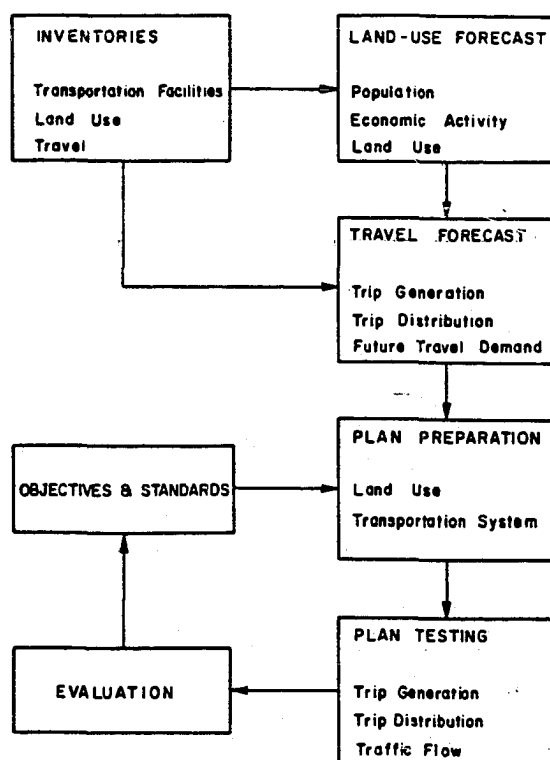 INVENTORIES
Transportation Facilities
Land Use
Travel
LAND-USE FORECAST
Population
Economic Activity
Land Use
TRAVEL FORECAST
Trip Generation
Trip Distribution
Future Travel Demand
PLAN PREPARATION
Land Use
Transportation System
OBJECTIVES & STANDARDS
PLAN TESTING
Trip Generation
Trip Distribution
Traffic Flow
EVALUATION